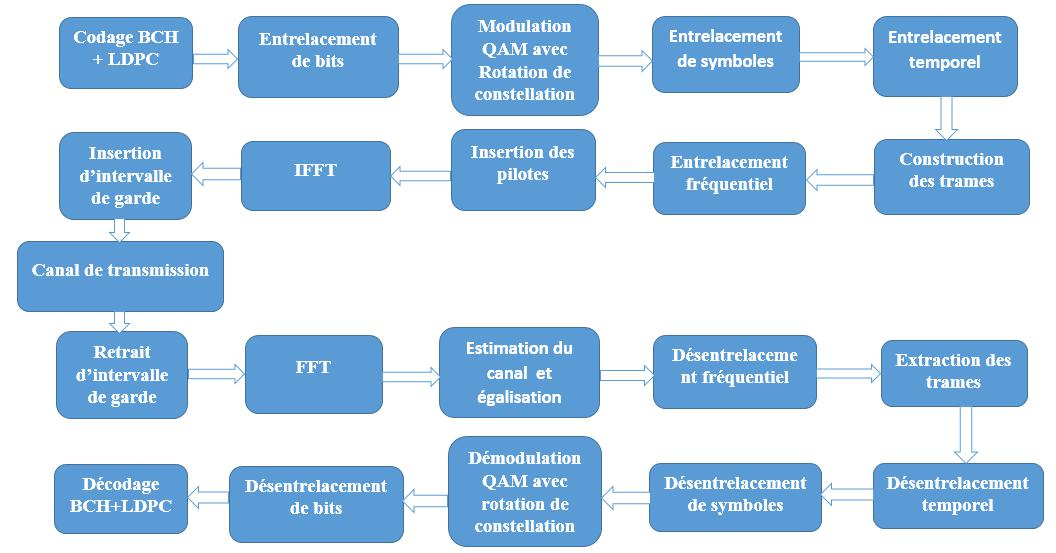 Codage BCH
+ LDPC
Entrelacement
de bits
Modulation
QAM avec
Rotation de
constellation
Entrelacement
de symboles
Entrelacement
temporel
Construction
des trames
Entrelacement
fréquentiel
Insertion des
pilotes
IFFT
Insertion
d'intervalle
de garde
Canal de transmission
Retrait
d'intervalle
de garde
FFT
Estimation du
canal et
égalisation
Désentrelaceme
nt fréquentiel
Extraction des
trames
Désentrelacement
temporel
Désentrelacement
de symboles
Démodulation
QAM avec
rotation de
constellation
Désentrelacement
de bits
Décodage
BCH+LDPC